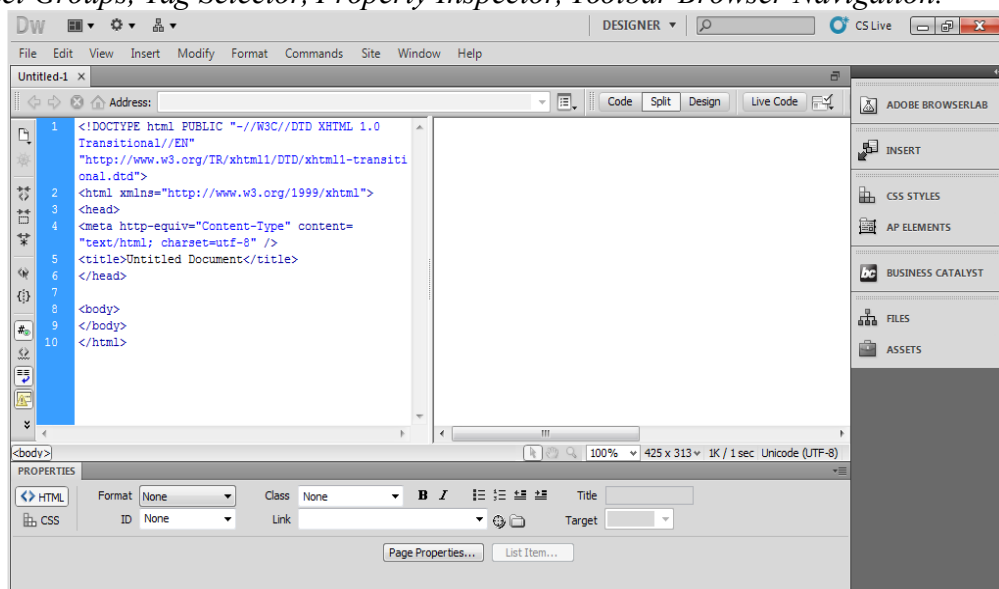 el Groups, Tag Selector, Property Inspector, Toolbar Browser Navigation.
Dw DESIGNER CS Live
File Edit View Insert Modify Format Commands Site Window Help
Untitled-1
Address: Code Split Design Live Code
1 <!DOCTYPE html PUBLIC "-//W3C//DTD XHTML 1.0
Transitional//EN"
"http://www.w3.org/TR/xhtml1/DTD/xhtml1-transiti
onal.dtd">
2 <html xmlns="http://www.w3.org/1999/xhtml">
3 <head>
4 <meta http-equiv="Content-Type" content=
"text/html; charset=utf-8" />
5 <title>Untitled Document</title>
6 </head>
7
8 <body>
9 </body>
10 </html>
ADOBE BROWSERLAB
INSERT
CSS STYLES
AP ELEMENTS
BUSINESS CATALYST
FILES
ASSETS
<body> 100% 425 x 313 1K / 1 sec Unicode (UTF-8)
PROPERTIES
<> HTML Format None Class None B I Title
CSS ID None Link Target
Page Properties... List Item...